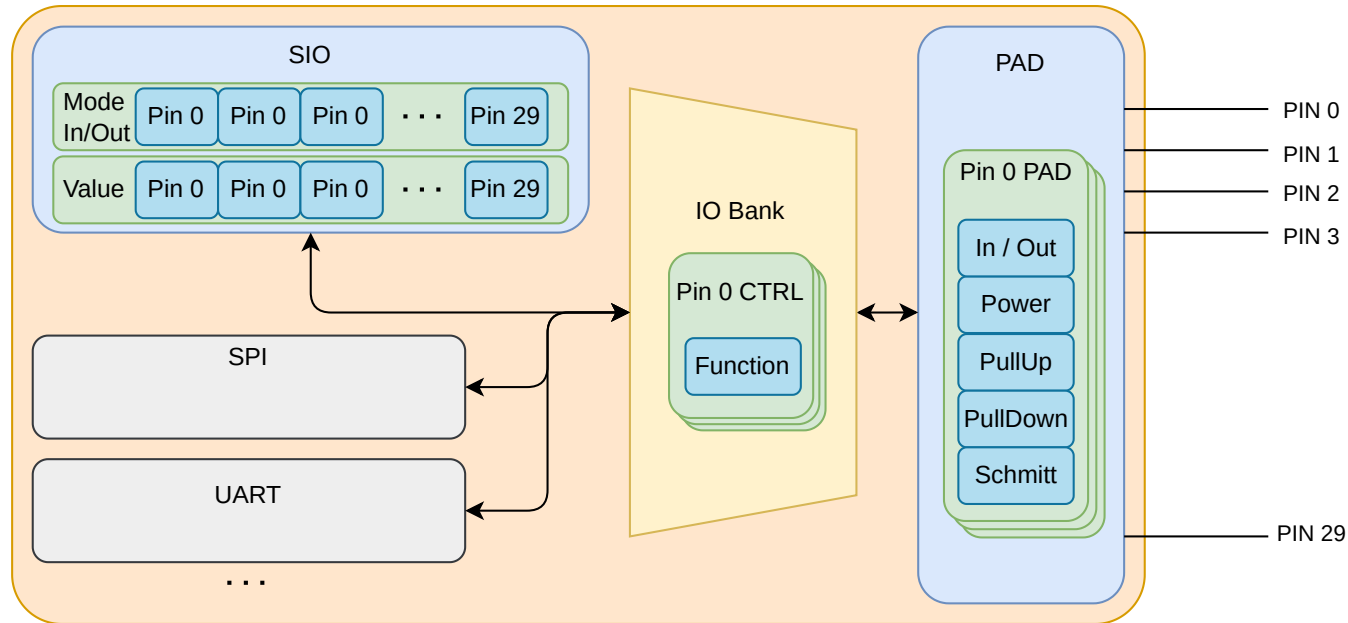 SIO
Mode
In/Out
Pin 0 Pin 0 Pin 0 ... Pin 29
Value Pin 0 Pin 0 Pin 0 ... Pin 29
SPI
UART
...
IO Bank
Pin 0 CTRL
Function
PAD
Pin 0 PAD
In / Out
Power
PullUp
PullDown
Schmitt
PIN 0
PIN 1
PIN 2
PIN 3
PIN 29